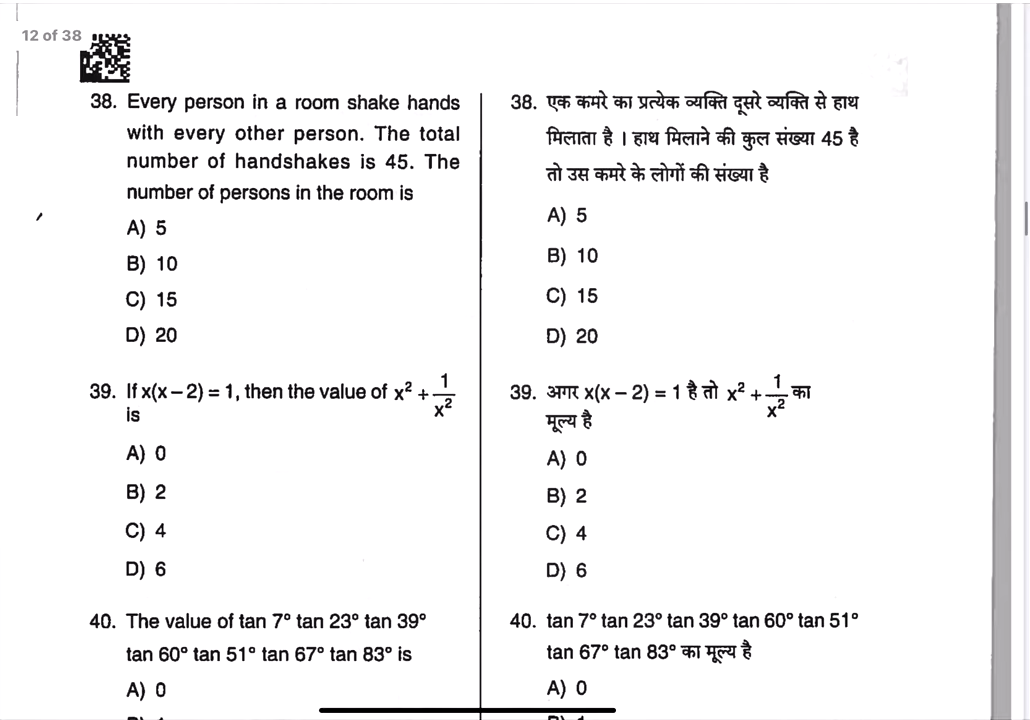 12 of 38
38. Every person in a room shake hands
with every other person. The total
number of handshakes is 45. The
number of persons in the room is
A) 5
B) 10
C) 15
D) 20
39. If x(x – 2) = 1, then the value of x² + 1/x²
is
A) 0
B) 2
C) 4
D) 6
40. The value of tan 7° tan 23° tan 39°
tan 60° tan 51° tan 67° tan 83° is
A) 0
38. एक कमरे का प्रत्येक व्यक्ति दूसरे व्यक्ति से हाथ
मिलाता है । हाथ मिलाने की कुल संख्या 45 है
तो उस कमरे के लोगों की संख्या है
A) 5
B) 10
C) 15
D) 20
39. अगर x(x – 2) = 1 है तो x² + 1/x² का
मूल्य है
A) 0
B) 2
C) 4
D) 6
40. tan 7° tan 23° tan 39° tan 60° tan 51°
tan 67° tan 83° का मूल्य है
A) 0